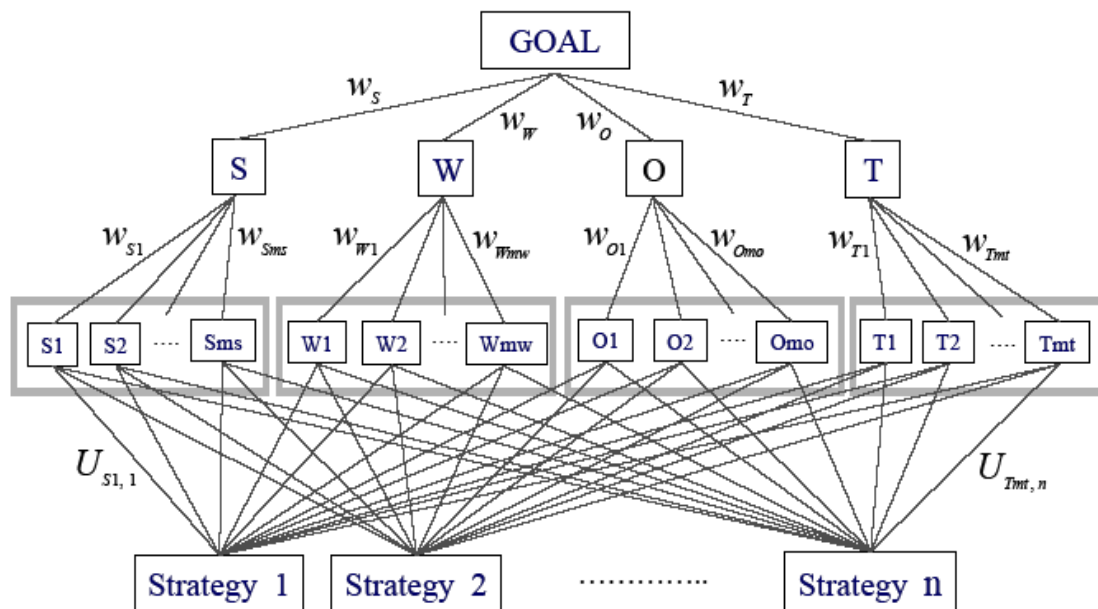 GOAL
w_S
w_W
w_O
w_T
S
W
O
T
w_S1
w_Sms
w_W1
w_Wmw
w_O1
w_Omo
w_T1
w_Tmt
S1 S2 ..... Sms
W1 W2 ..... Wmw
O1 O2 ..... Omo
T1 T2 ..... Tmt
U_S1, 1
U_Tmt, n
Strategy 1
Strategy 2
..............
Strategy n